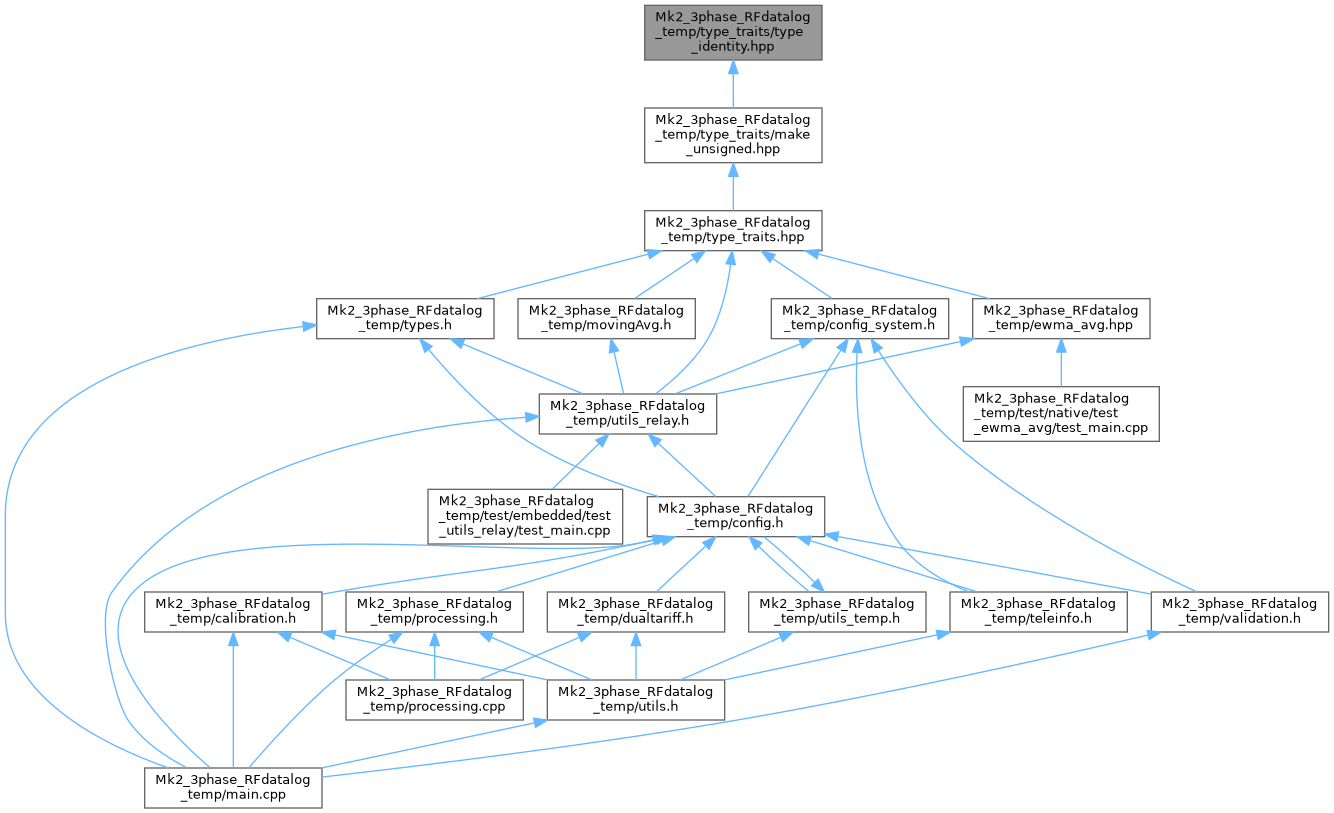 Mk2_3phase_RFdatalog
_temp/type_traits/type
_identity.hpp
Mk2_3phase_RFdatalog
_temp/type_traits/make
_unsigned.hpp
Mk2_3phase_RFdatalog
_temp/type_traits.hpp
Mk2_3phase_RFdatalog
_temp/types.h
Mk2_3phase_RFdatalog
_temp/movingAvg.h
Mk2_3phase_RFdatalog
_temp/config_system.h
Mk2_3phase_RFdatalog
_temp/ewma_avg.hpp
Mk2_3phase_RFdatalog
_temp/utils_relay.h
Mk2_3phase_RFdatalog
_temp/test/native/test
_ewma_avg/test_main.cpp
Mk2_3phase_RFdatalog
_temp/test/embedded/test
_utils_relay/test_main.cpp
Mk2_3phase_RFdatalog
_temp/config.h
Mk2_3phase_RFdatalog
_temp/calibration.h
Mk2_3phase_RFdatalog
_temp/processing.h
Mk2_3phase_RFdatalog
_temp/dualtariff.h
Mk2_3phase_RFdatalog
_temp/utils_temp.h
Mk2_3phase_RFdatalog
_temp/teleinfo.h
Mk2_3phase_RFdatalog
_temp/validation.h
Mk2_3phase_RFdatalog
_temp/processing.cpp
Mk2_3phase_RFdatalog
_temp/utils.h
Mk2_3phase_RFdatalog
_temp/main.cpp